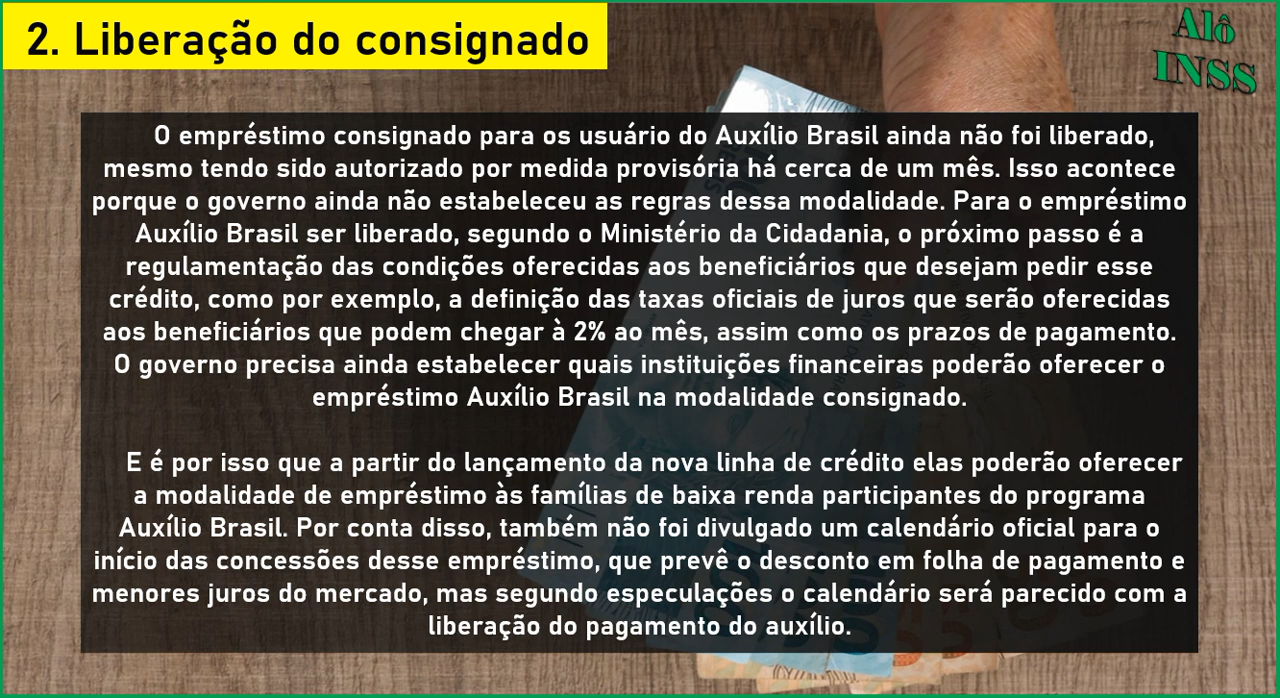 2. Liberação do consignado
Alô
INSS
O empréstimo consignado para os usuário do Auxílio Brasil ainda não foi liberado,
mesmo tendo sido autorizado por medida provisória há cerca de um mês. Isso acontece
porque o governo ainda não estabeleceu as regras dessa modalidade. Para o empréstimo
Auxílio Brasil ser liberado, segundo o Ministério da Cidadania, o próximo passo é a
regulamentação das condições oferecidas aos beneficiários que desejam pedir esse
crédito, como por exemplo, a definição das taxas oficiais de juros que serão oferecidas
aos beneficiários que podem chegar à 2% ao mês, assim como os prazos de pagamento.
O governo precisa ainda estabelecer quais instituições financeiras poderão oferecer o
empréstimo Auxílio Brasil na modalidade consignado.
E é por isso que a partir do lançamento da nova linha de crédito elas poderão oferecer
a modalidade de empréstimo às famílias de baixa renda participantes do programa
Auxílio Brasil. Por conta disso, também não foi divulgado um calendário oficial para o
início das concessões desse empréstimo, que prevê o desconto em folha de pagamento e
menores juros do mercado, mas segundo especulações o calendário será parecido com a
liberação do pagamento do auxílio.